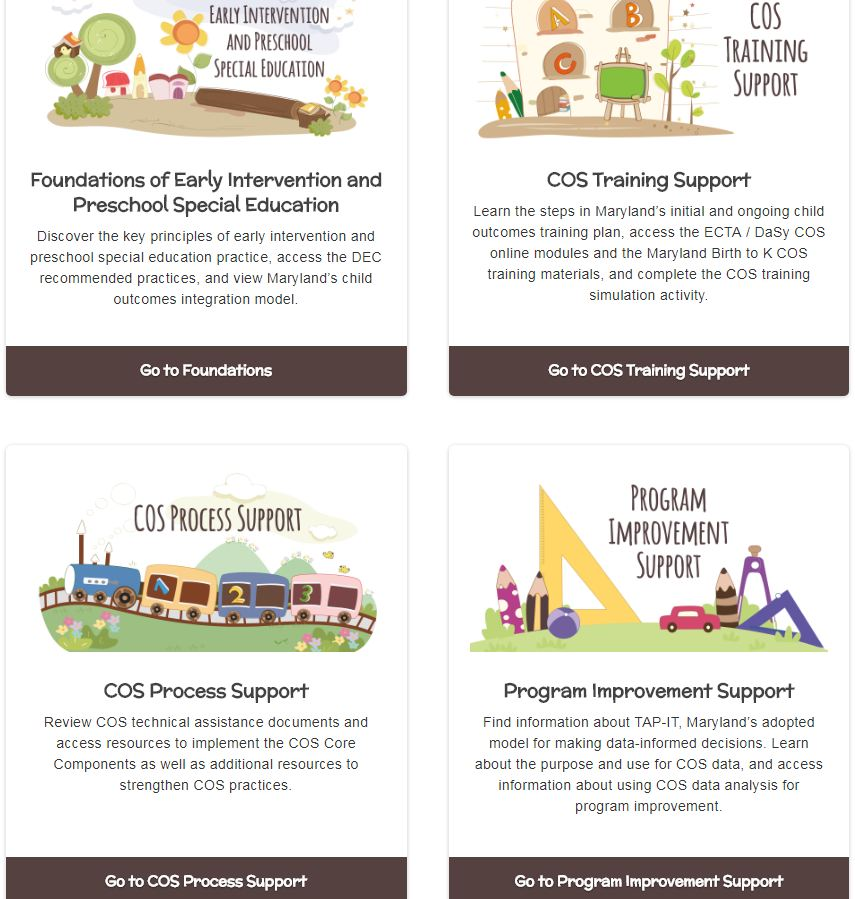 EARLY INTERVENTION
AND PRESCHOOL
SPECIAL EDUCATION
A B
C
COS
TRAINING
SUPPORT
Foundations of Early Intervention and
Preschool Special Education
Discover the key principles of early intervention and
preschool special education practice, access the DEC
recommended practices, and view Maryland’s child
outcomes integration model.
Go to Foundations
COS Training Support
Learn the steps in Maryland’s initial and ongoing child
outcomes training plan, access the ECTA / DaSy COS
online modules and the Maryland Birth to K COS
training materials, and complete the COS training
simulation activity.
Go to COS Training Support
COS PROCESS SUPPORT
1 2 3
COS Process Support
Review COS technical assistance documents and
access resources to implement the COS Core
Components as well as additional resources to
strengthen COS practices.
Go to COS Process Support
PROGRAM
IMPROVEMENT
SUPPORT
Program Improvement Support
Find information about TAP-IT, Maryland’s adopted
model for making data-informed decisions. Learn
about the purpose and use for COS data, and access
information about using COS data analysis for
program improvement.
Go to Program Improvement Support